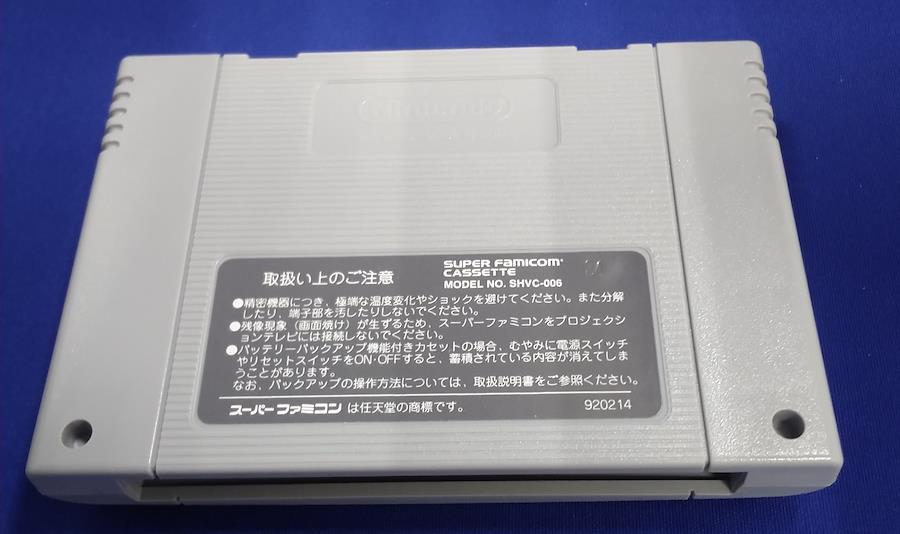 Nintendo
取扱い上のご注意
SUPER FAMICOM
CASSETTE
MODEL NO. SHVC-006
●精密機器につき、極端な温度変化やショックを避けてください。また分解
したり、端子部を汚したりしないでください。
●残像現象（画面焼け）が生ずるため、スーパーファミコンをプロジェクシ
ョンテレビには接続しないでください。
●バッテリーバックアップ機能付きカセットの場合、むやみに電源スイッチ
やリセットスイッチをON・OFFすると、蓄積されている内容が消えてしま
うことがあります。
なお、バックアップの操作方法については、取扱説明書をご参照ください。
スーパーファミコン は任天堂の商標です。
920214